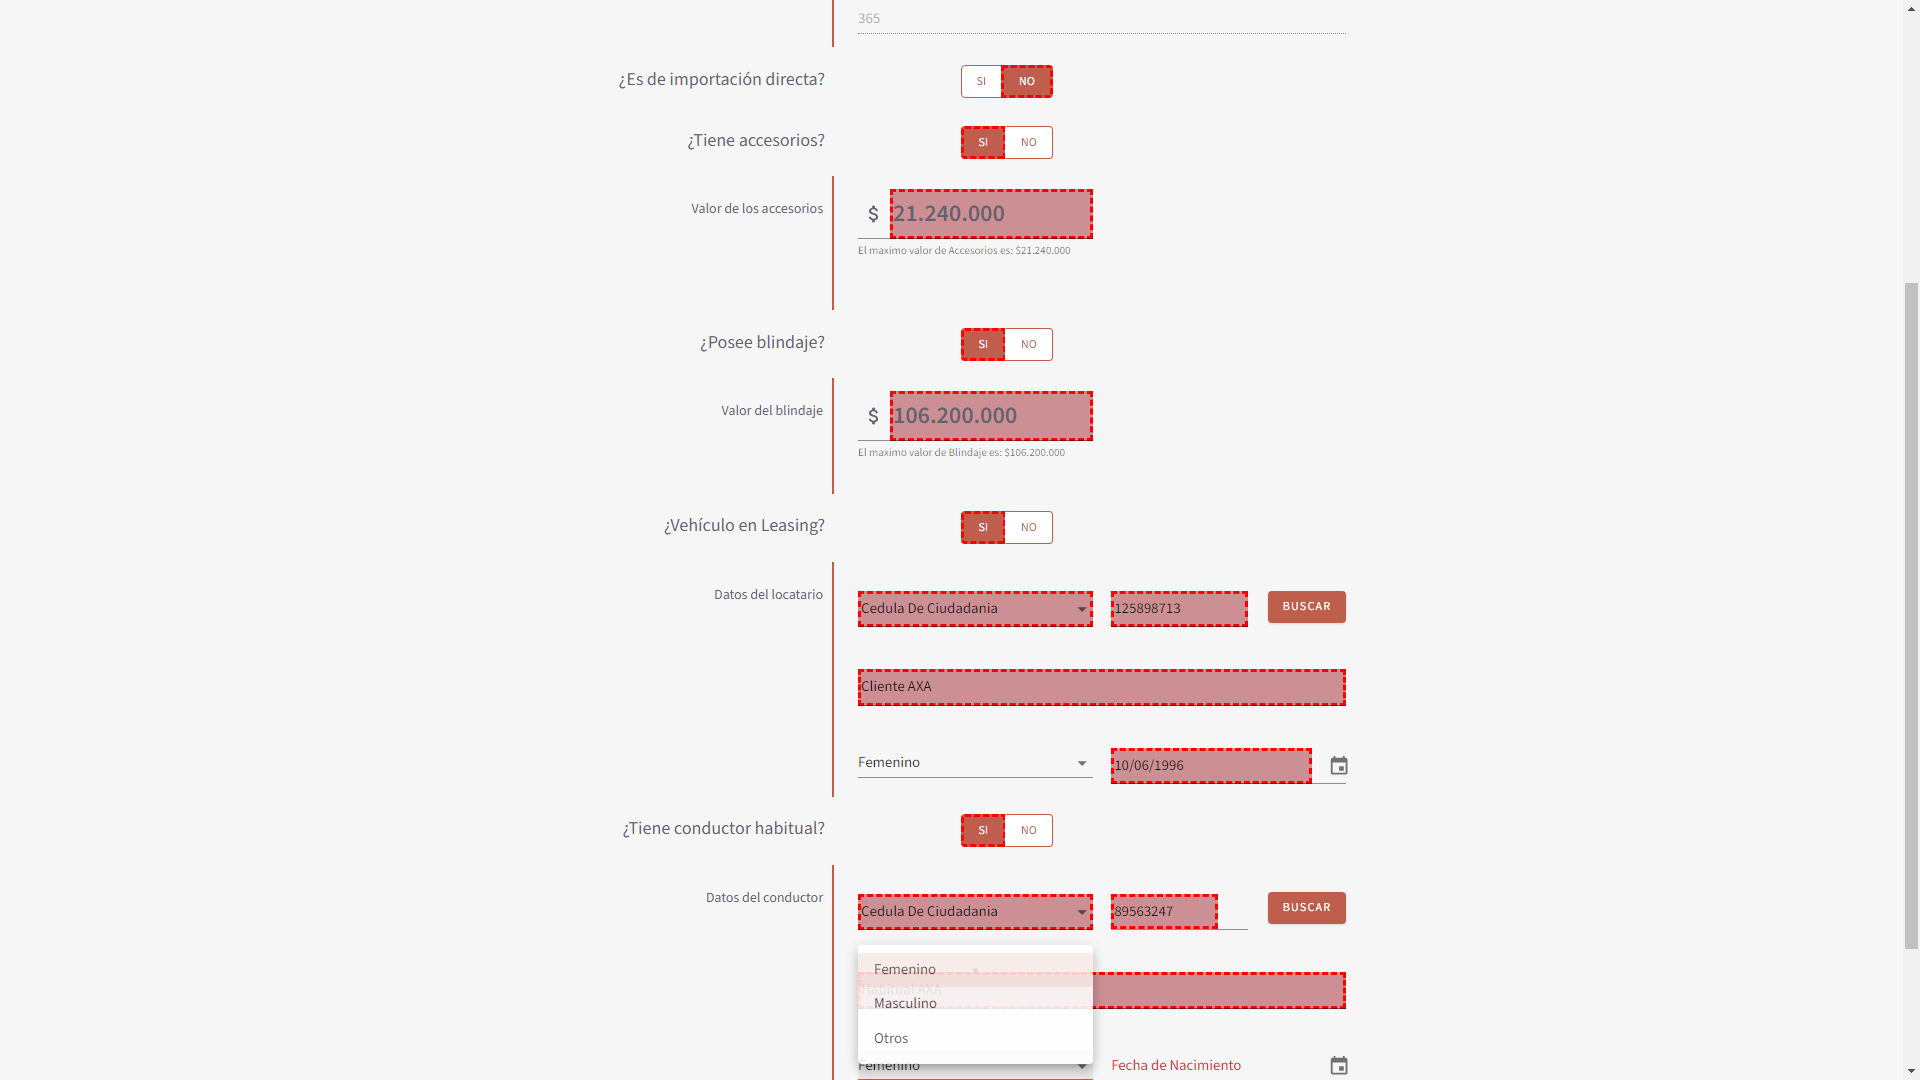 365
¿Es de importación directa?
SI
NO
¿Tiene accesorios?
SI
NO
Valor de los accesorios
$ 21.240.000
El maximo valor de Accesorios es: $21.240.000
¿Posee blindaje?
SI
NO
Valor del blindaje
$ 106.200.000
El maximo valor de Blindaje es: $106.200.000
¿Vehículo en Leasing?
SI
NO
Datos del locatario
Cedula De Ciudadania
125898713
BUSCAR
Cliente AXA
Femenino
10/06/1996
¿Tiene conductor habitual?
SI
NO
Datos del conductor
Cedula De Ciudadania
89563247
BUSCAR
Femenino
Habitual AXA
Masculino
Otros
Femenino
Fecha de Nacimiento